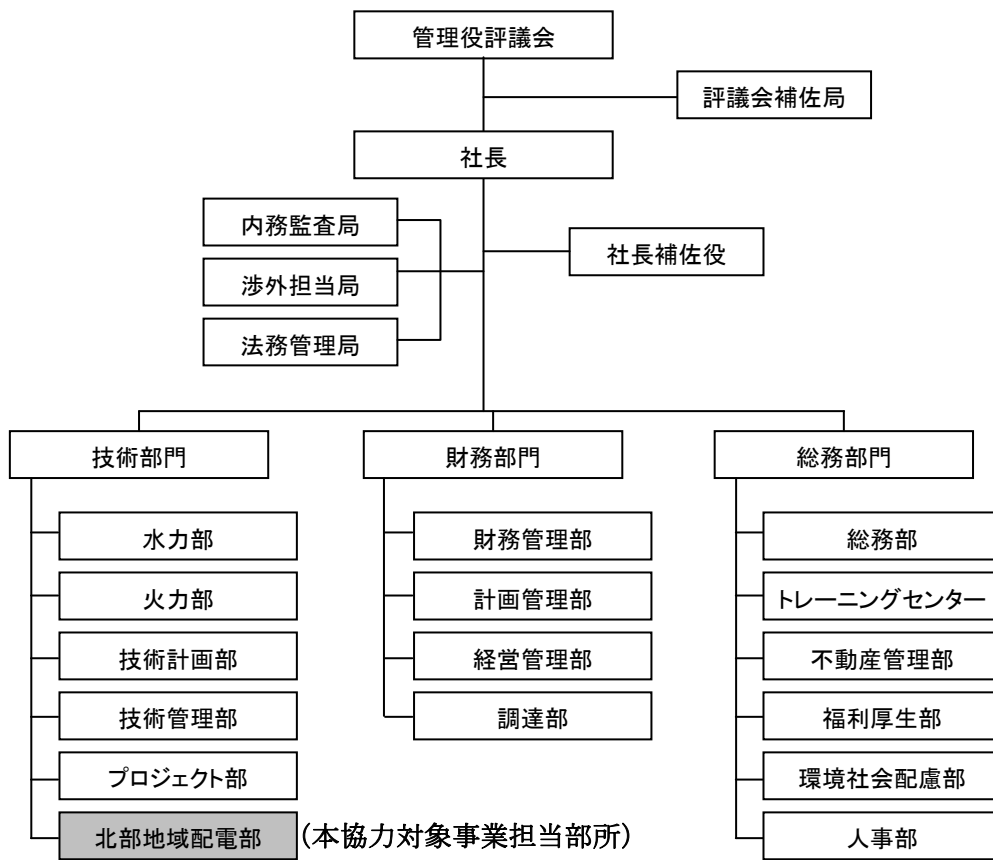 管理役評議会
評議会補佐局
社長
内務監査局
社長補佐役
渉外担当局
法務管理局
技術部門
財務部門
総務部門
水力部
財務管理部
総務部
火力部
計画管理部
トレーニングセンター
技術計画部
経営管理部
不動産管理部
技術管理部
調達部
福利厚生部
プロジェクト部
環境社会配慮部
北部地域配電部 (本協力対象事業担当部所)
人事部